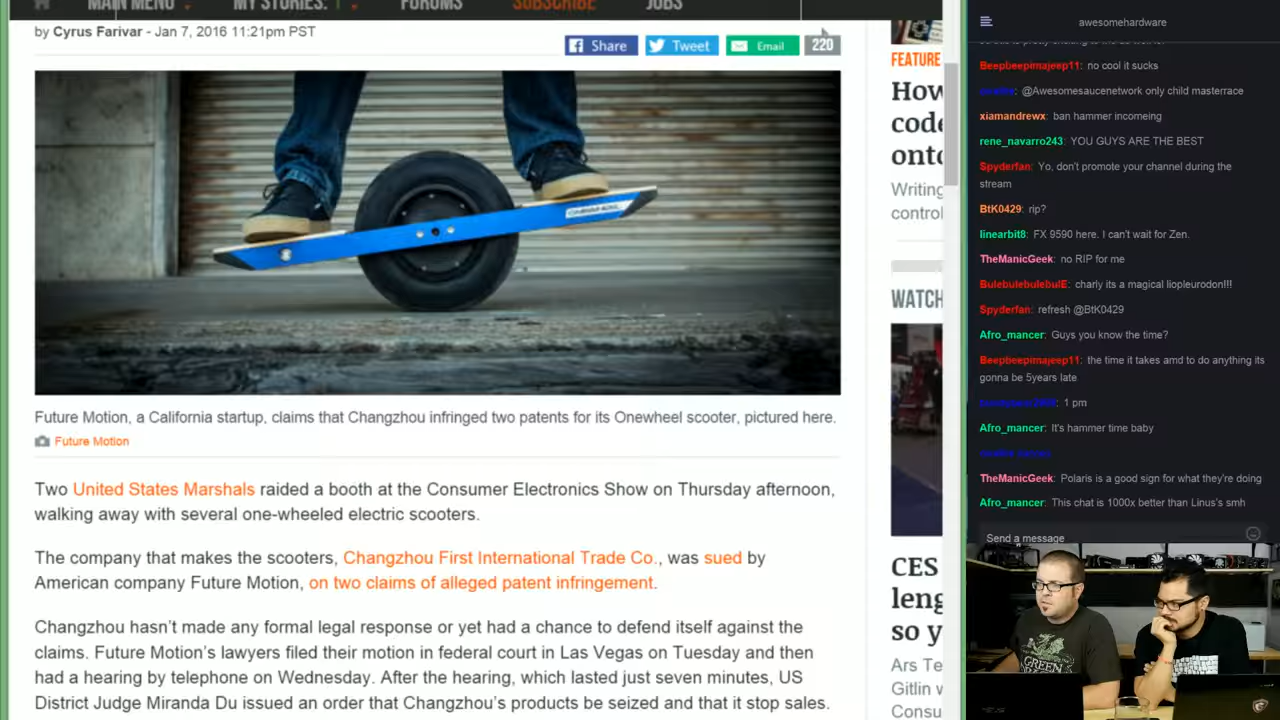 MAIN MENU
MY STORIES: 1
FORUMS
SUBSCRIBE
JOBS
by Cyrus Farivar - Jan 7, 2016 11:21pm PST
Share
Tweet
Email
220
ONEWHEEL
Future Motion, a California startup, claims that Changzhou infringed two patents for its Onewheel scooter, pictured here.
Future Motion
Two United States Marshals raided a booth at the Consumer Electronics Show on Thursday afternoon,
walking away with several one-wheeled electric scooters.
The company that makes the scooters, Changzhou First International Trade Co., was sued by
American company Future Motion, on two claims of alleged patent infringement.
Changzhou hasn't made any formal legal response or yet had a chance to defend itself against the
claims. Future Motion's lawyers filed their motion in federal court in Las Vegas on Tuesday and then
had a hearing by telephone on Wednesday. After the hearing, which lasted just seven minutes, US
District Judge Miranda Du issued an order that Changzhou's products be seized and that it stop sales.
FEATURE
How
code
onto
Writing
control
WATCH
CES
leng
so y
Ars Te
Gitlin w
Consu
awesomehardware
Beepbeepimajeep11: no cool it sucks
@Awesomesaucenetwork only child masterrace
xiamandrewx: ban hammer incomeing
rene_navarro243: YOU GUYS ARE THE BEST
Spyderfan: Yo, don't promote your channel during the
stream
BtK0429: rip?
linearbit8: FX 9590 here. I can't wait for Zen.
TheManicGeek: no RIP for me
BulebulebulebulE: charly its a magical liopleurodon!!!
Spyderfan: refresh @BtK0429
Afro_mancer: Guys you know the time?
Beepbeepimajeep11: the time it takes amd to do anything its
gonna be 5years late
1 pm
Afro_mancer: It's hammer time baby
TheManicGeek: Polaris is a good sign for what they're doing
Afro_mancer: This chat is 1000x better than Linus's smh
Send a message
GREEN